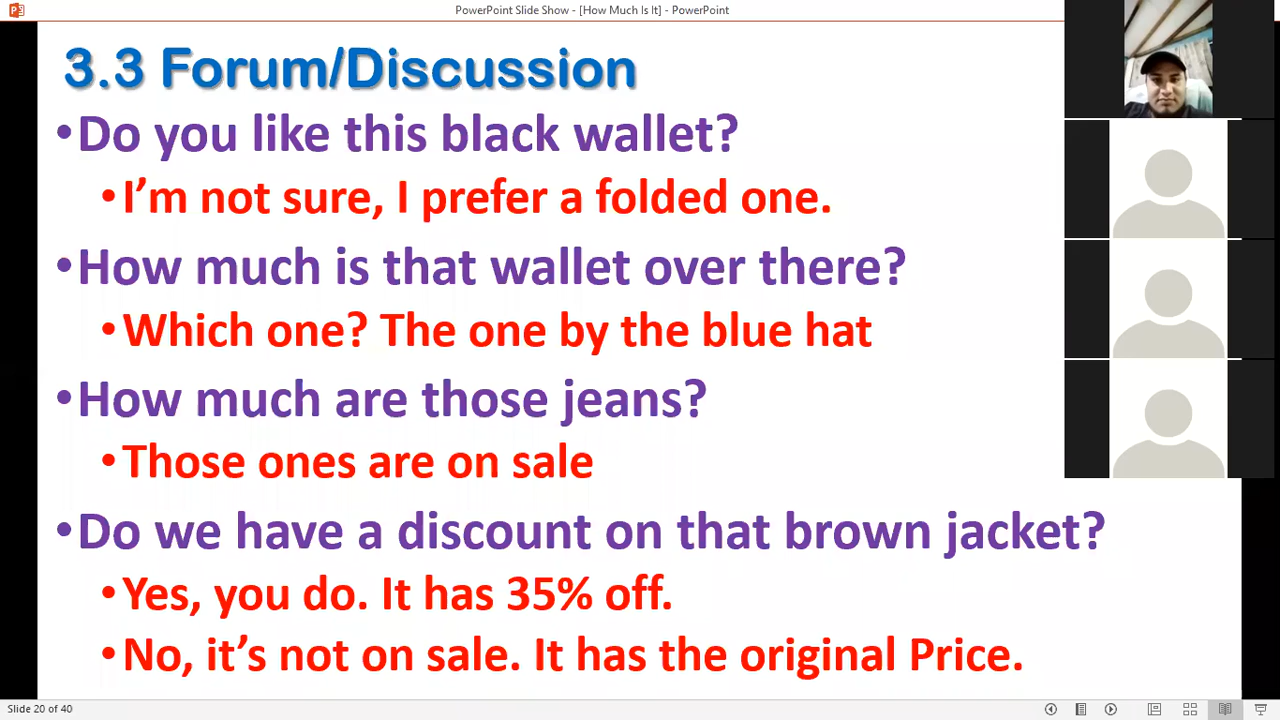 PowerPoint Slide Show - [How Much Is It] - PowerPoint
3.3 Forum/Discussion
•Do you like this black wallet?
•I’m not sure, I prefer a folded one.
•How much is that wallet over there?
•Which one? The one by the blue hat
•How much are those jeans?
•Those ones are on sale
•Do we have a discount on that brown jacket?
•Yes, you do. It has 35% off.
•No, it’s not on sale. It has the original Price.
Slide 20 of 40